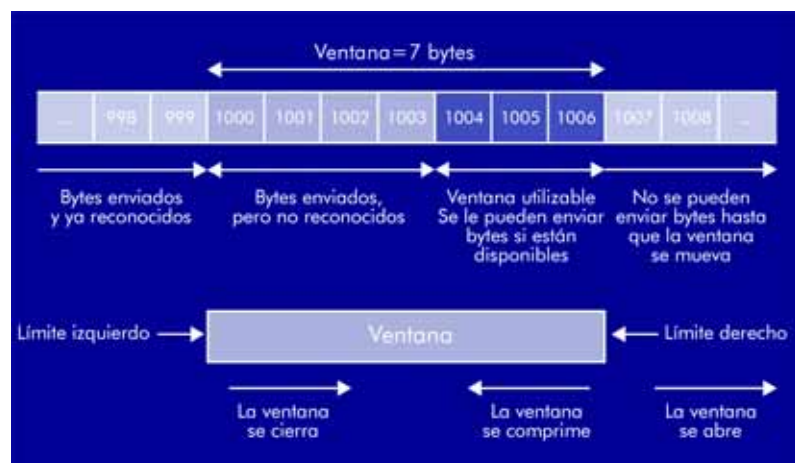 Ventana=7 bytes
... 998 999 1000 1001 1002 1003 1004 1005 1006 1007 1008 ...
Bytes enviados
y ya reconocidos
Bytes enviados,
pero no reconocidos
Ventana utilizable
Se le pueden enviar
bytes si están
disponibles
No se pueden
enviar bytes hasta
que la ventana
se mueva
Límite izquierdo
Ventana
Límite derecho
La ventana
se cierra
La ventana
se comprime
La ventana
se abre